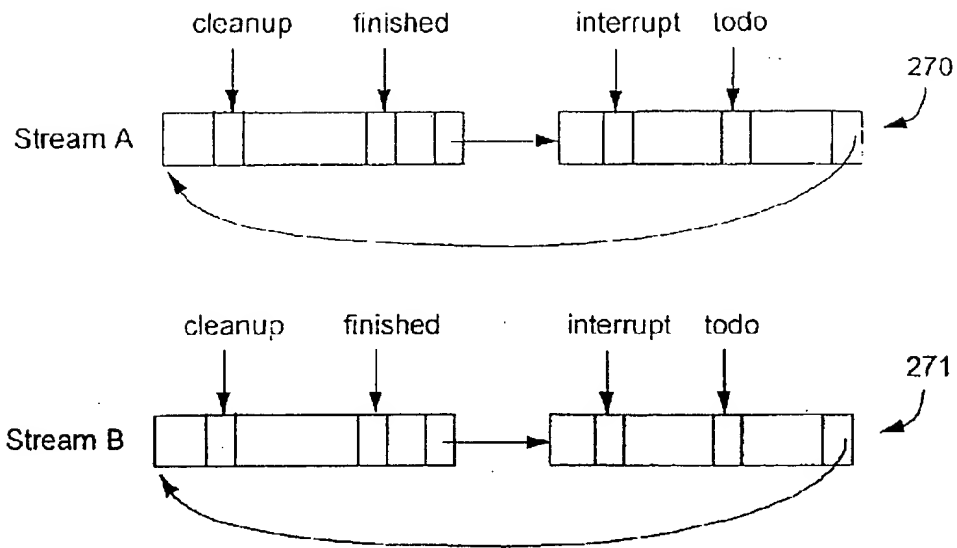 cleanup finished interrupt todo
270
Stream A
cleanup finished interrupt todo
271
Stream B